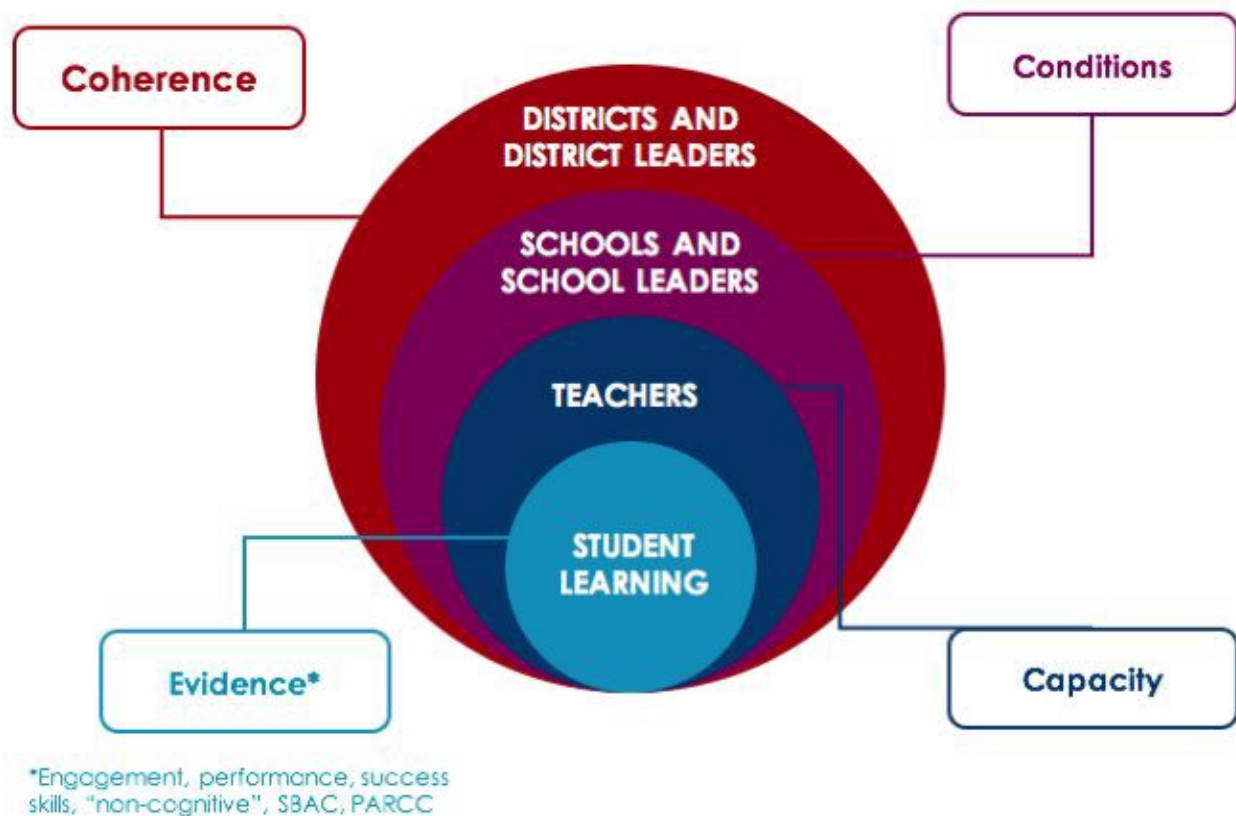 Coherence
Conditions
DISTRICTS AND
DISTRICT LEADERS
SCHOOLS AND
SCHOOL LEADERS
TEACHERS
STUDENT
LEARNING
Evidence*
Capacity
*Engagement, performance, success
skills, “non-cognitive”, SBAC, PARCC